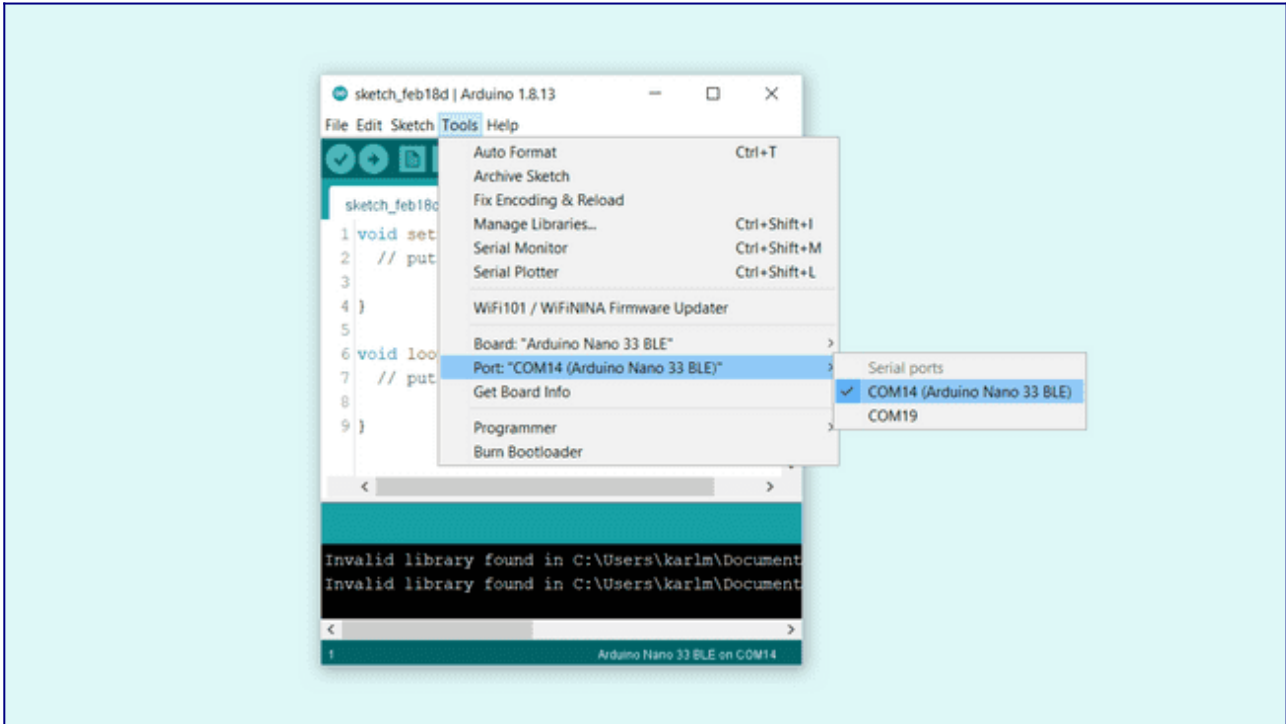 sketch_feb18d | Arduino 1.8.13
File Edit Sketch Tools Help
Auto Format Ctrl+T
Archive Sketch
Fix Encoding & Reload
Manage Libraries... Ctrl+Shift+I
Serial Monitor Ctrl+Shift+M
Serial Plotter Ctrl+Shift+L
WiFi101 / WiFiNINA Firmware Updater
Board: "Arduino Nano 33 BLE"
Port: "COM14 (Arduino Nano 33 BLE)"
Get Board Info
Programmer
Burn Bootloader
Serial ports
COM14 (Arduino Nano 33 BLE)
COM19
sketch_feb18d
1 void set
2 // put
3
4 }
5
6 void loo
7 // put
8
9 }
Invalid library found in C:\Users\karlm\Document
Invalid library found in C:\Users\karlm\Document
1 Arduino Nano 33 BLE on COM14